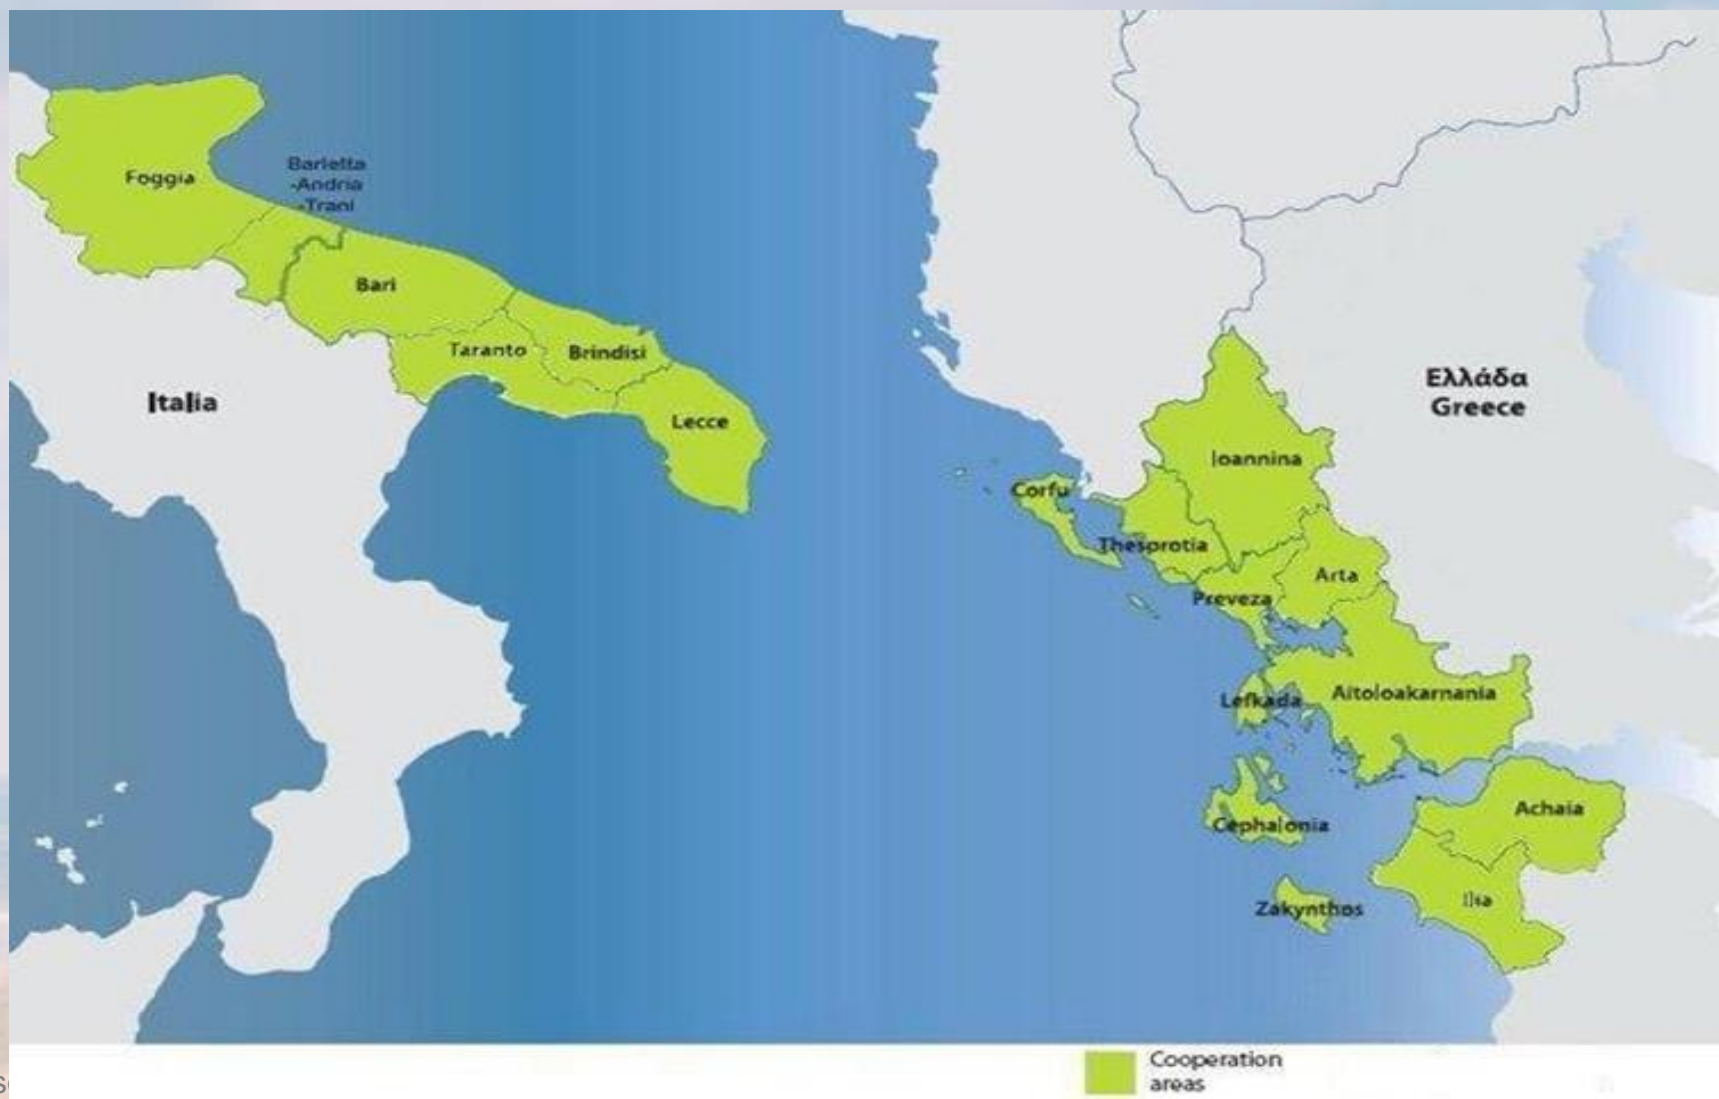 Foggia
Barletta
-Andria
-Trani
Bari
Taranto
Brindisi
Lecce
Italia
Ελλάδα
Greece
Ioannina
Corfu
Thesprotia
Arta
Preveza
Lefkada
Aitoloakarnania
Cephalonia
Achaia
Zakynthos
Ilia
Cooperation
areas